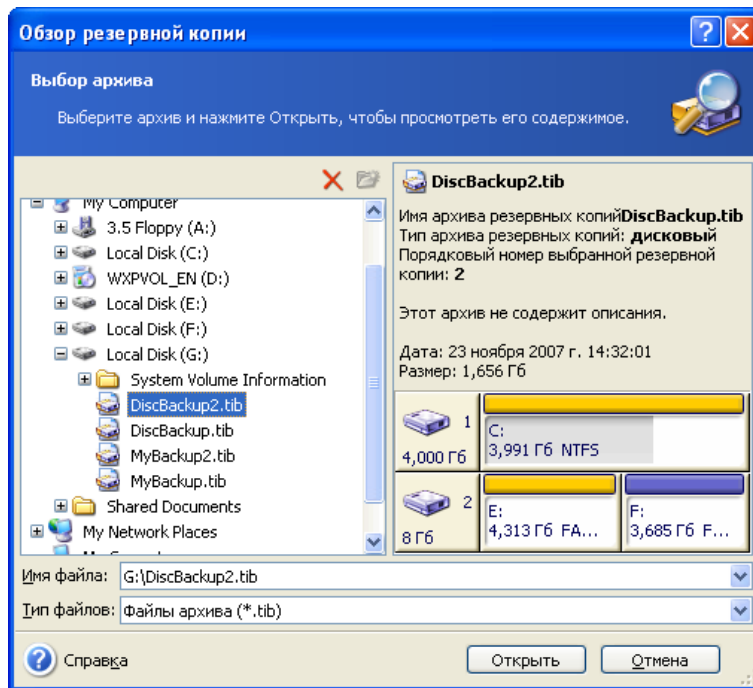 Обзор резервной копии
Выбор архива
Выберите архив и нажмите Открыть, чтобы просмотреть его содержимое.
My Computer
3.5 Floppy (A:)
Local Disk (C:)
WXPVOL_EN (D:)
Local Disk (E:)
Local Disk (F:)
Local Disk (G:)
System Volume Information
DiscBackup2.tib
DiscBackup.tib
MyBackup2.tib
MyBackup.tib
Shared Documents
My Network Places
DiscBackup2.tib
Имя архива резервных копийDiscBackup.tib
Тип архива резервных копий: дисковый
Порядковый номер выбранной резервной
копии: 2
Этот архив не содержит описания.
Дата: 23 ноября 2007 г. 14:32:01
Размер: 1,656 Гб
1
4,000 Гб
C:
3,991 Гб NTFS
2
8 Гб
E:
4,313 Гб FA...
F:
3,685 Гб F...
Имя файла: G:\DiscBackup2.tib
Тип файлов: Файлы архива (*.tib)
Справка
Открыть
Отмена